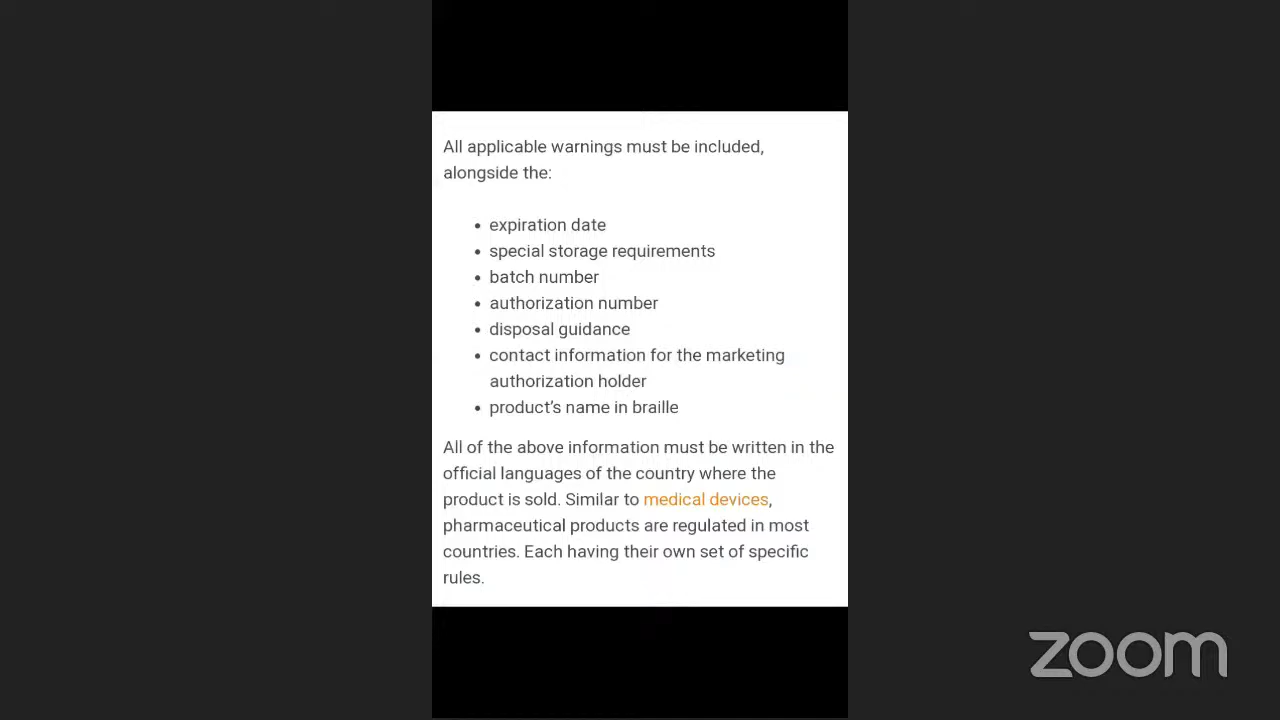 All applicable warnings must be included,
alongside the:
• expiration date
• special storage requirements
• batch number
• authorization number
• disposal guidance
• contact information for the marketing
authorization holder
• product's name in braille
All of the above information must be written in the
official languages of the country where the
product is sold. Similar to medical devices,
pharmaceutical products are regulated in most
countries. Each having their own set of specific
rules.
zoom